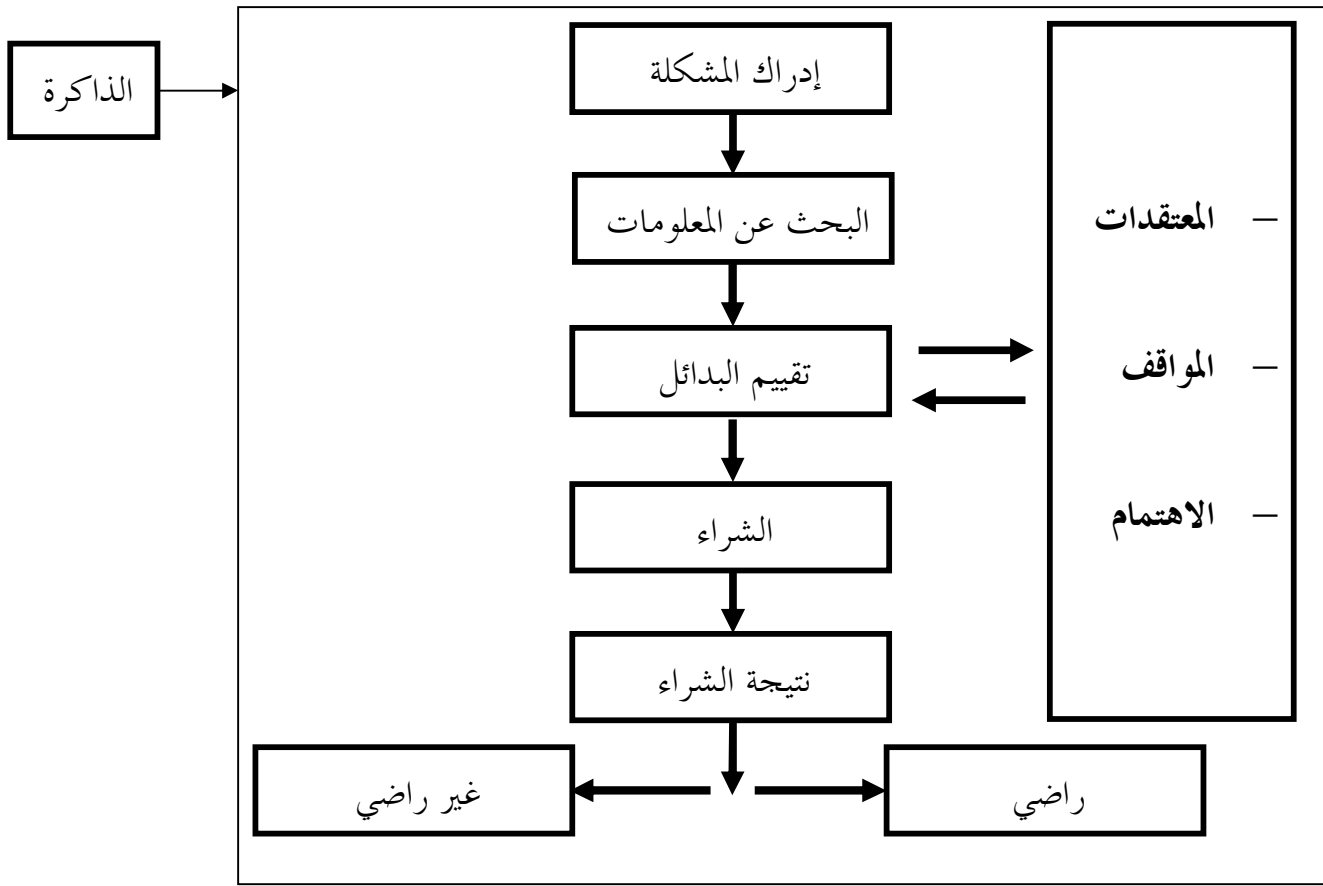 إدراك المشكلة
الذاكرة
البحث عن المعلومات
– المعتقدات
تقييم البدائل
– المواقف
الشراء
– الاهتمام
نتيجة الشراء
راضي
غير راضي